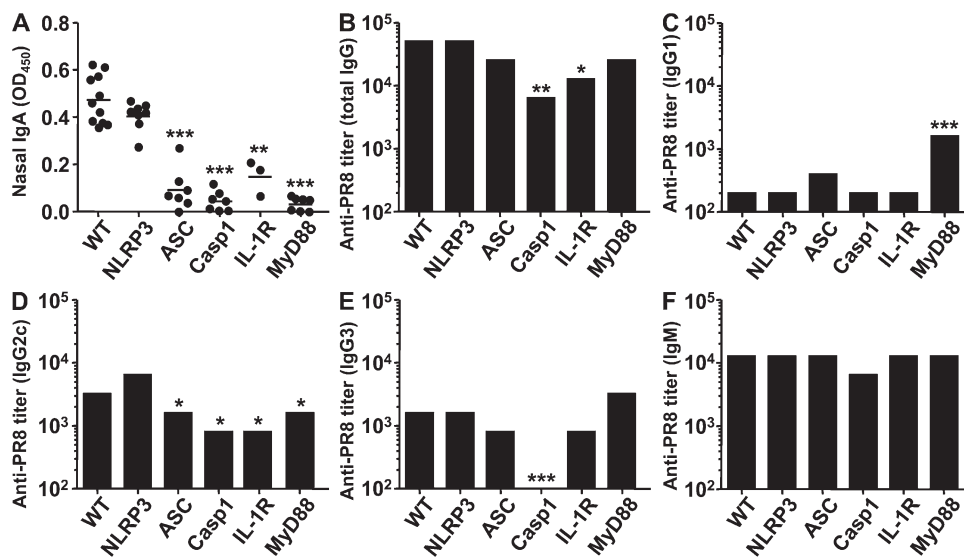 A
Nasal IgA (OD450)
0.8
0.6
0.4
0.2
0.0
***
***
**
***
WT
NLRP3
ASC
Casp1
IL-1R
MyD88
B
Anti-PR8 titer (total IgG)
10^5
10^4
10^3
10^2
**
*
WT
NLRP3
ASC
Casp1
IL-1R
MyD88
C
Anti-PR8 titer (IgG1)
10^5
10^4
10^3
10^2
***
WT
NLRP3
ASC
Casp1
IL-1R
MyD88
D
Anti-PR8 titer (IgG2c)
10^5
10^4
10^3
10^2
*
*
*
*
WT
NLRP3
ASC
Casp1
IL-1R
MyD88
E
Anti-PR8 titer (IgG3)
10^5
10^4
10^3
10^2
***
WT
NLRP3
ASC
Casp1
IL-1R
MyD88
F
Anti-PR8 titer (IgM)
10^5
10^4
10^3
10^2
WT
NLRP3
ASC
Casp1
IL-1R
MyD88